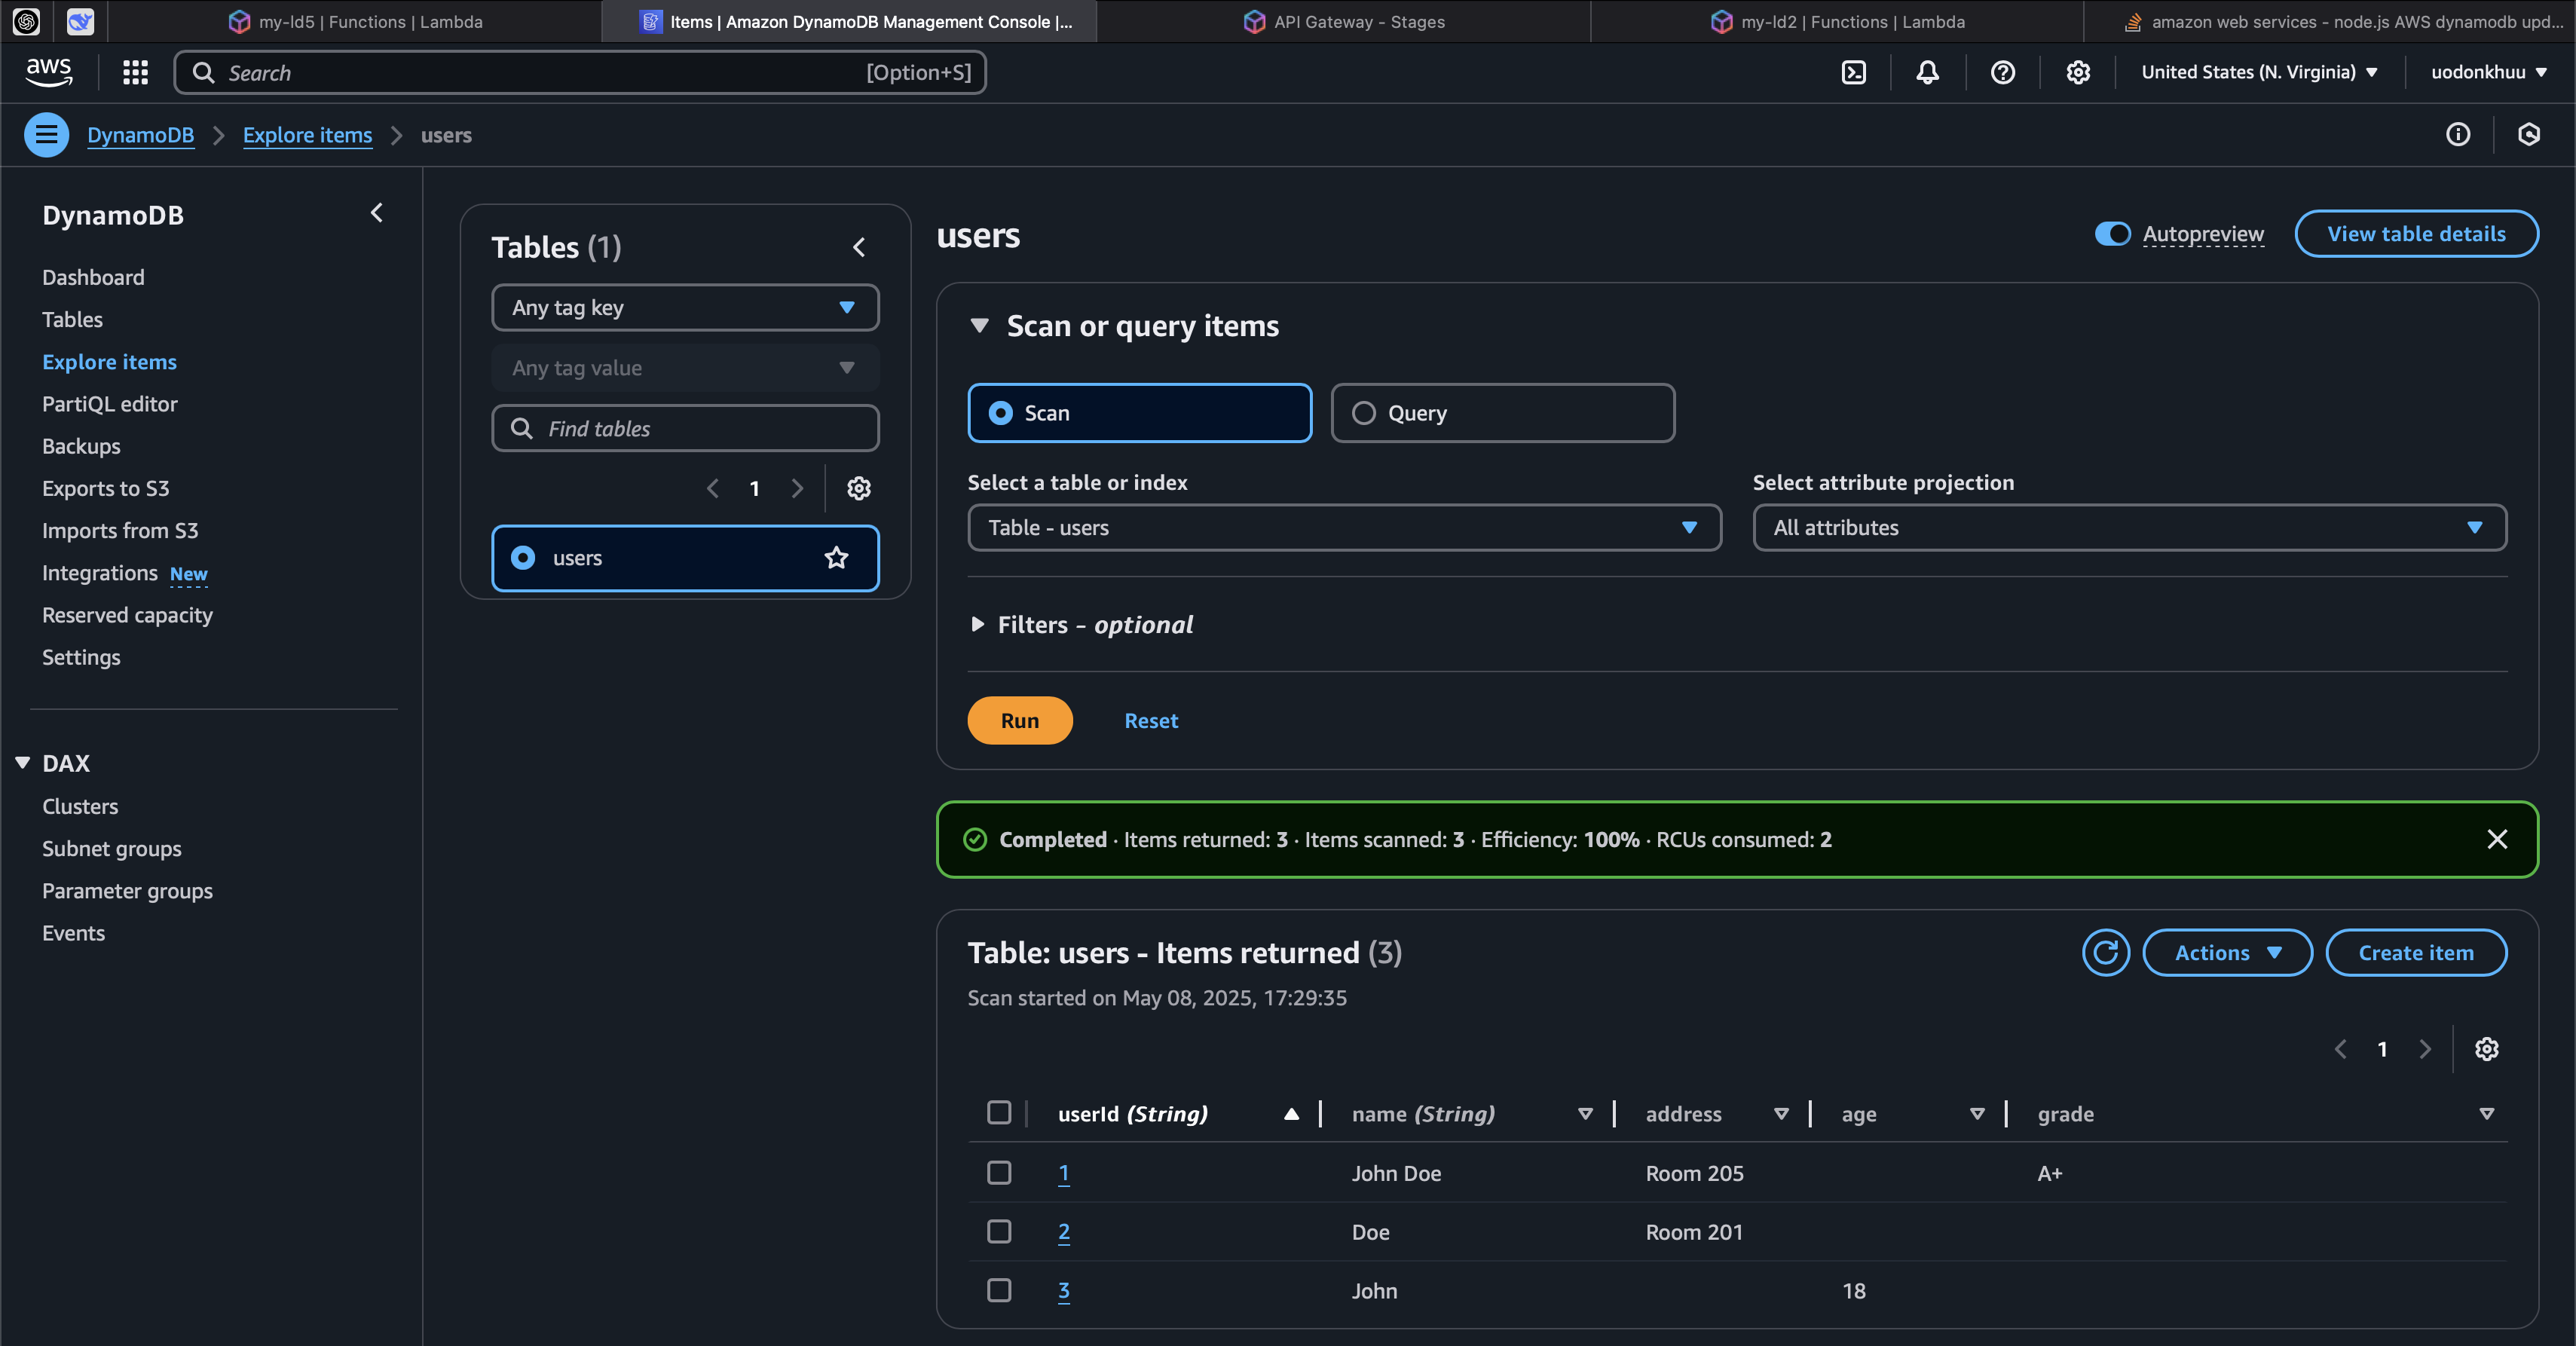 my-ld5 | Functions | Lambda
Items | Amazon DynamoDB Management Console |...
API Gateway - Stages
my-ld2 | Functions | Lambda
amazon web services - node.js AWS dynamodb upd...
aws
Search
[Option+S]
United States (N. Virginia)
uodonkhuu
DynamoDB
Explore items
users
DynamoDB
Dashboard
Tables
Explore items
PartiQL editor
Backups
Exports to S3
Imports from S3
Integrations New
Reserved capacity
Settings
DAX
Clusters
Subnet groups
Parameter groups
Events
Tables (1)
Any tag key
Any tag value
Find tables
1
users
users
Autopreview
View table details
Scan or query items
Scan
Query
Select a table or index
Table - users
Select attribute projection
All attributes
Filters - optional
Run
Reset
Completed · Items returned: 3 · Items scanned: 3 · Efficiency: 100% · RCUs consumed: 2
Table: users - Items returned (3)
Scan started on May 08, 2025, 17:29:35
Actions
Create item
1
userId (String) name (String) address age grade
1 John Doe Room 205 A+
2 Doe Room 201
3 John 18